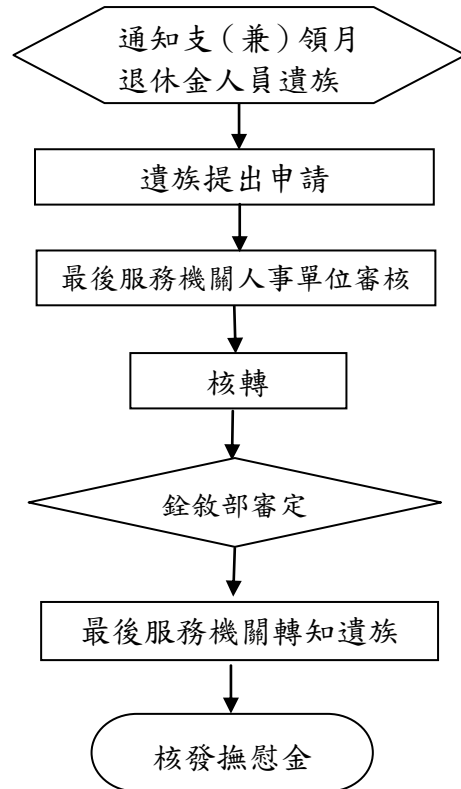 通知支（兼）領月
退休金人員遺族
遺族提出申請
最後服務機關人事單位審核
核轉
銓敘部審定
最後服務機關轉知遺族
核發撫慰金